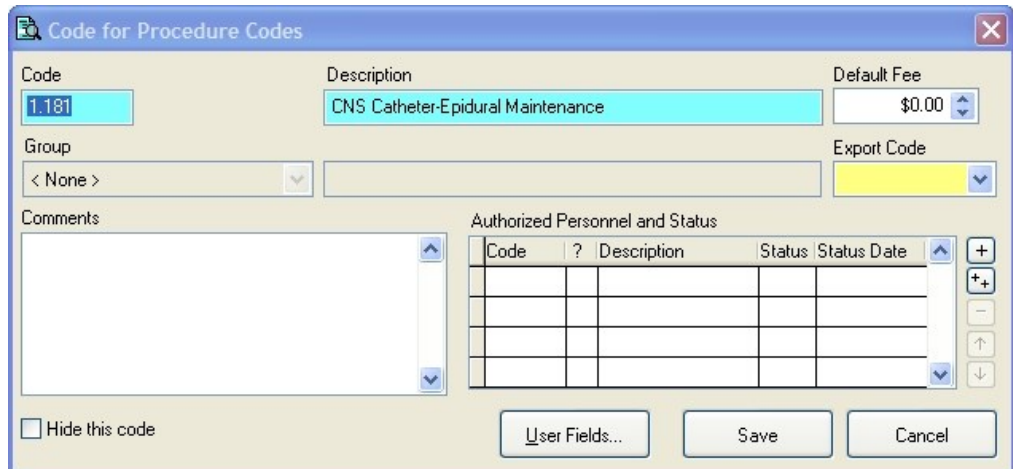 Code for Procedure Codes
Code Description Default Fee
1.181 CNS Catheter-Epidural Maintenance $0.00
Group Export Code
< None >
Comments Authorized Personnel and Status
Code ? Description Status Status Date
Hide this code User Fields... Save Cancel